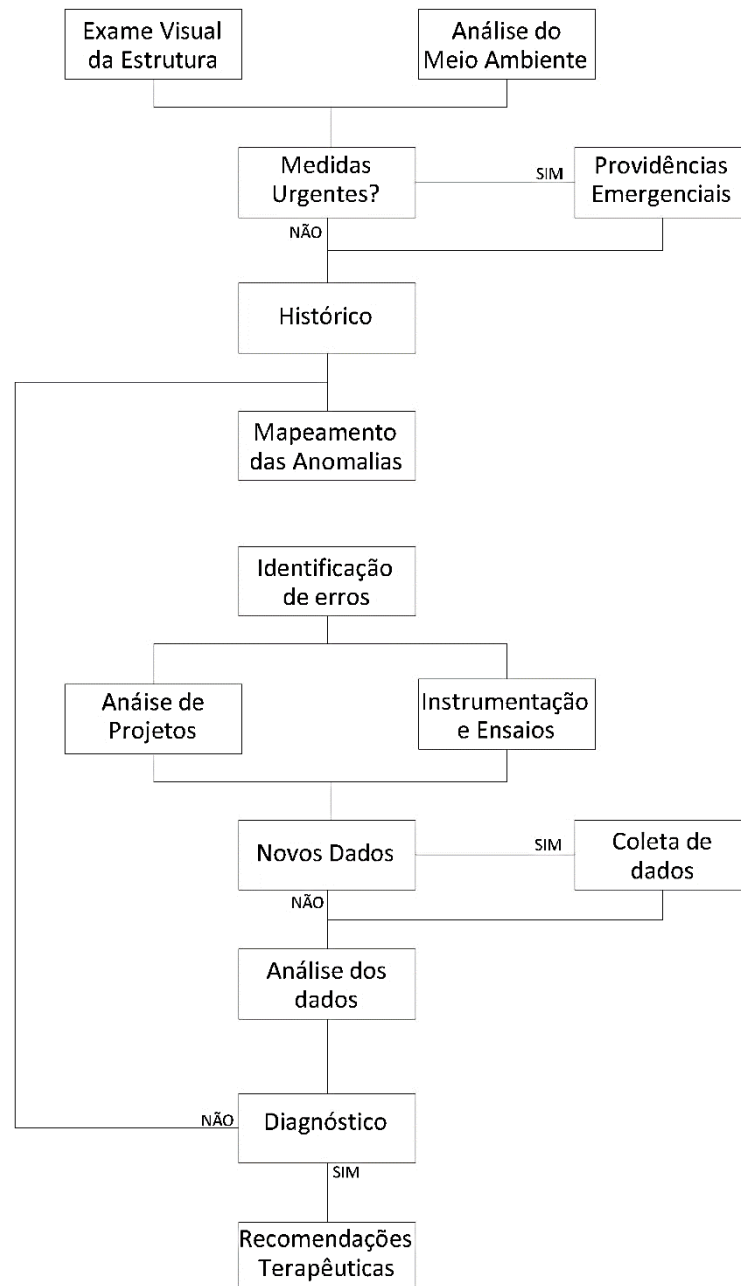 Exame Visual
da Estrutura
Análise do
Meio Ambiente
Medidas
Urgentes?
SIM
Providências
Emergenciais
NÃO
Histórico
Mapeamento
das Anomalias
Identificação
de erros
Anáise de
Projetos
Instrumentação
e Ensaios
Novos Dados
SIM
Coleta de
dados
NÃO
Análise dos
dados
NÃO
Diagnóstico
SIM
Recomendações
Terapêuticas